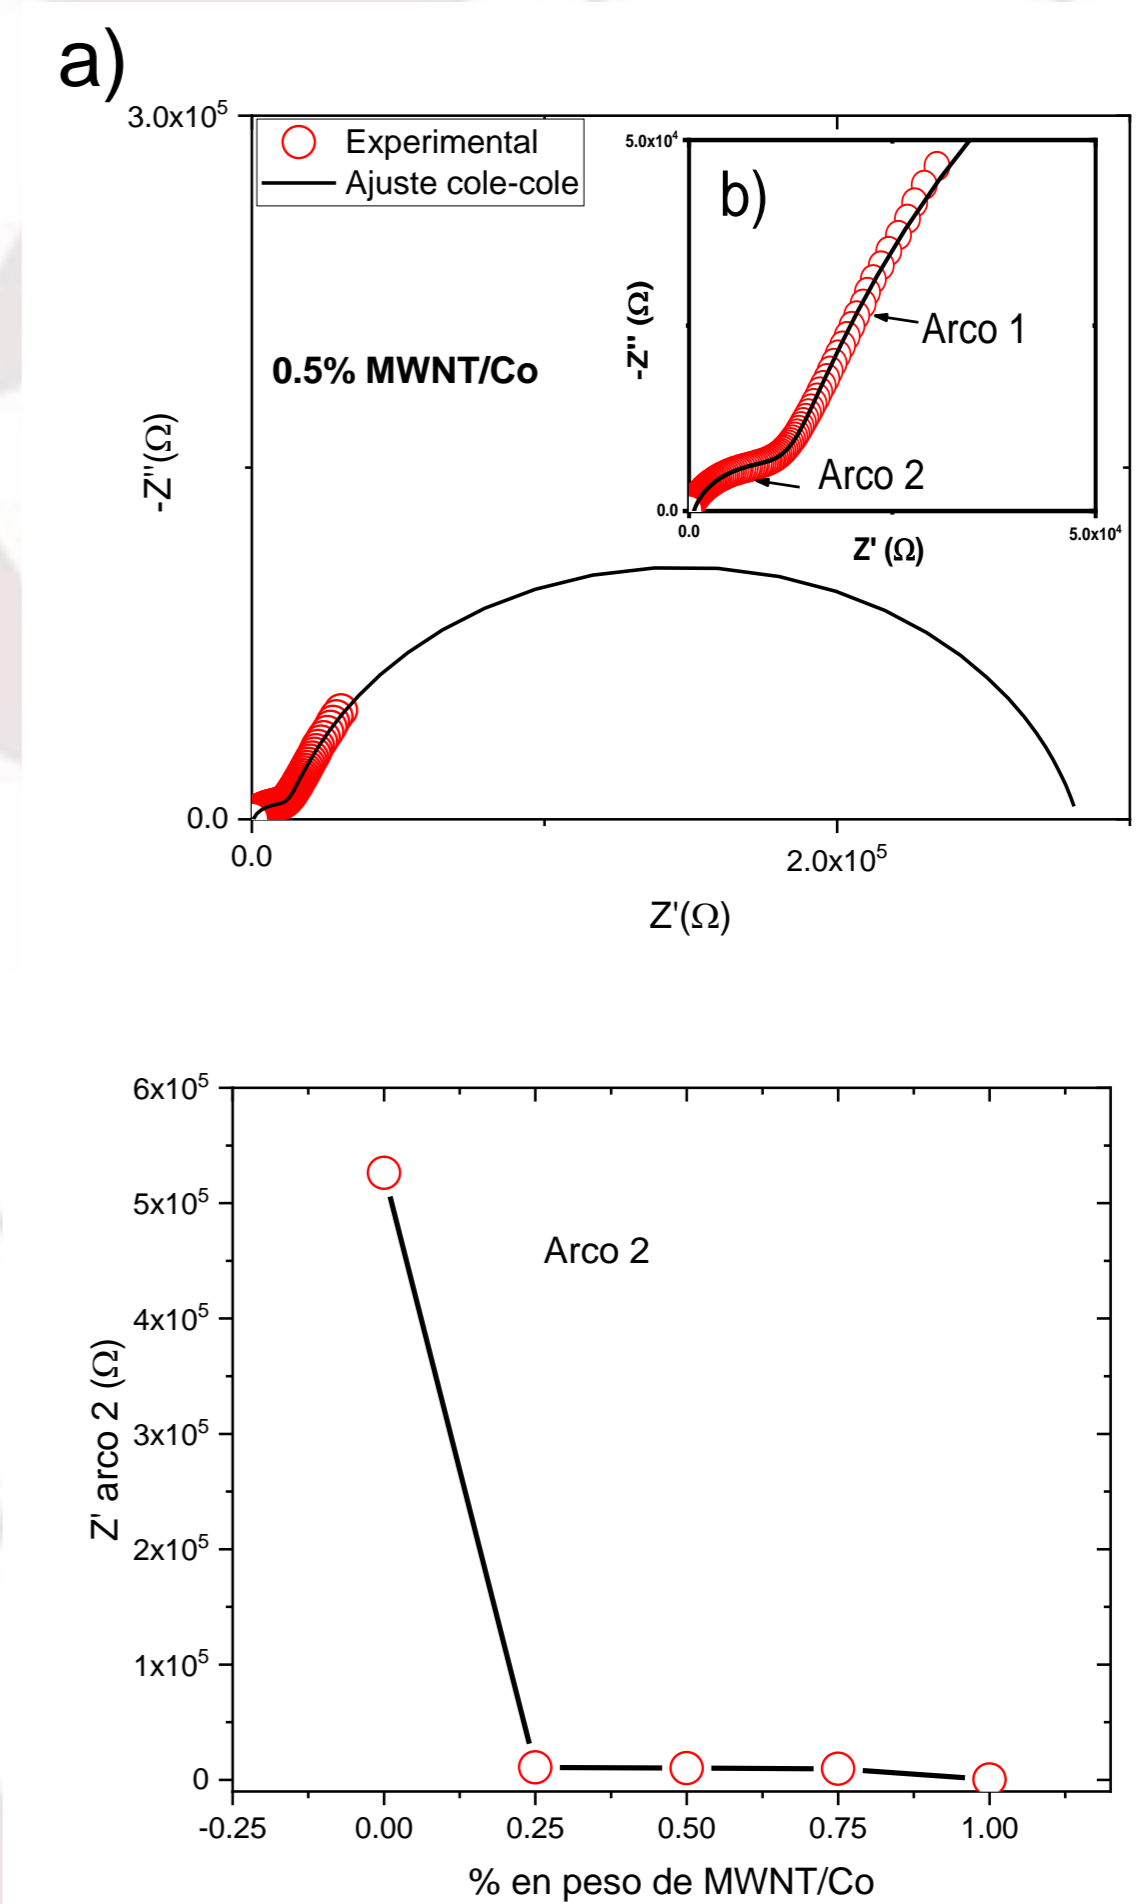 a)
3.0x10⁵
Experimental
Ajuste cole-cole
0.5% MWNT/Co
-Z''(Ω)
0.0
0.0
2.0x10⁵
Z'(Ω)
5.0x10⁴
b)
-Z'' (Ω)
Arco 1
Arco 2
0.0
0.0
5.0x10⁴
Z' (Ω)
6x10⁵
5x10⁵
4x10⁵
3x10⁵
2x10⁵
1x10⁵
0
Z' arco 2 (Ω)
Arco 2
-0.25 0.00 0.25 0.50 0.75 1.00
% en peso de MWNT/Co